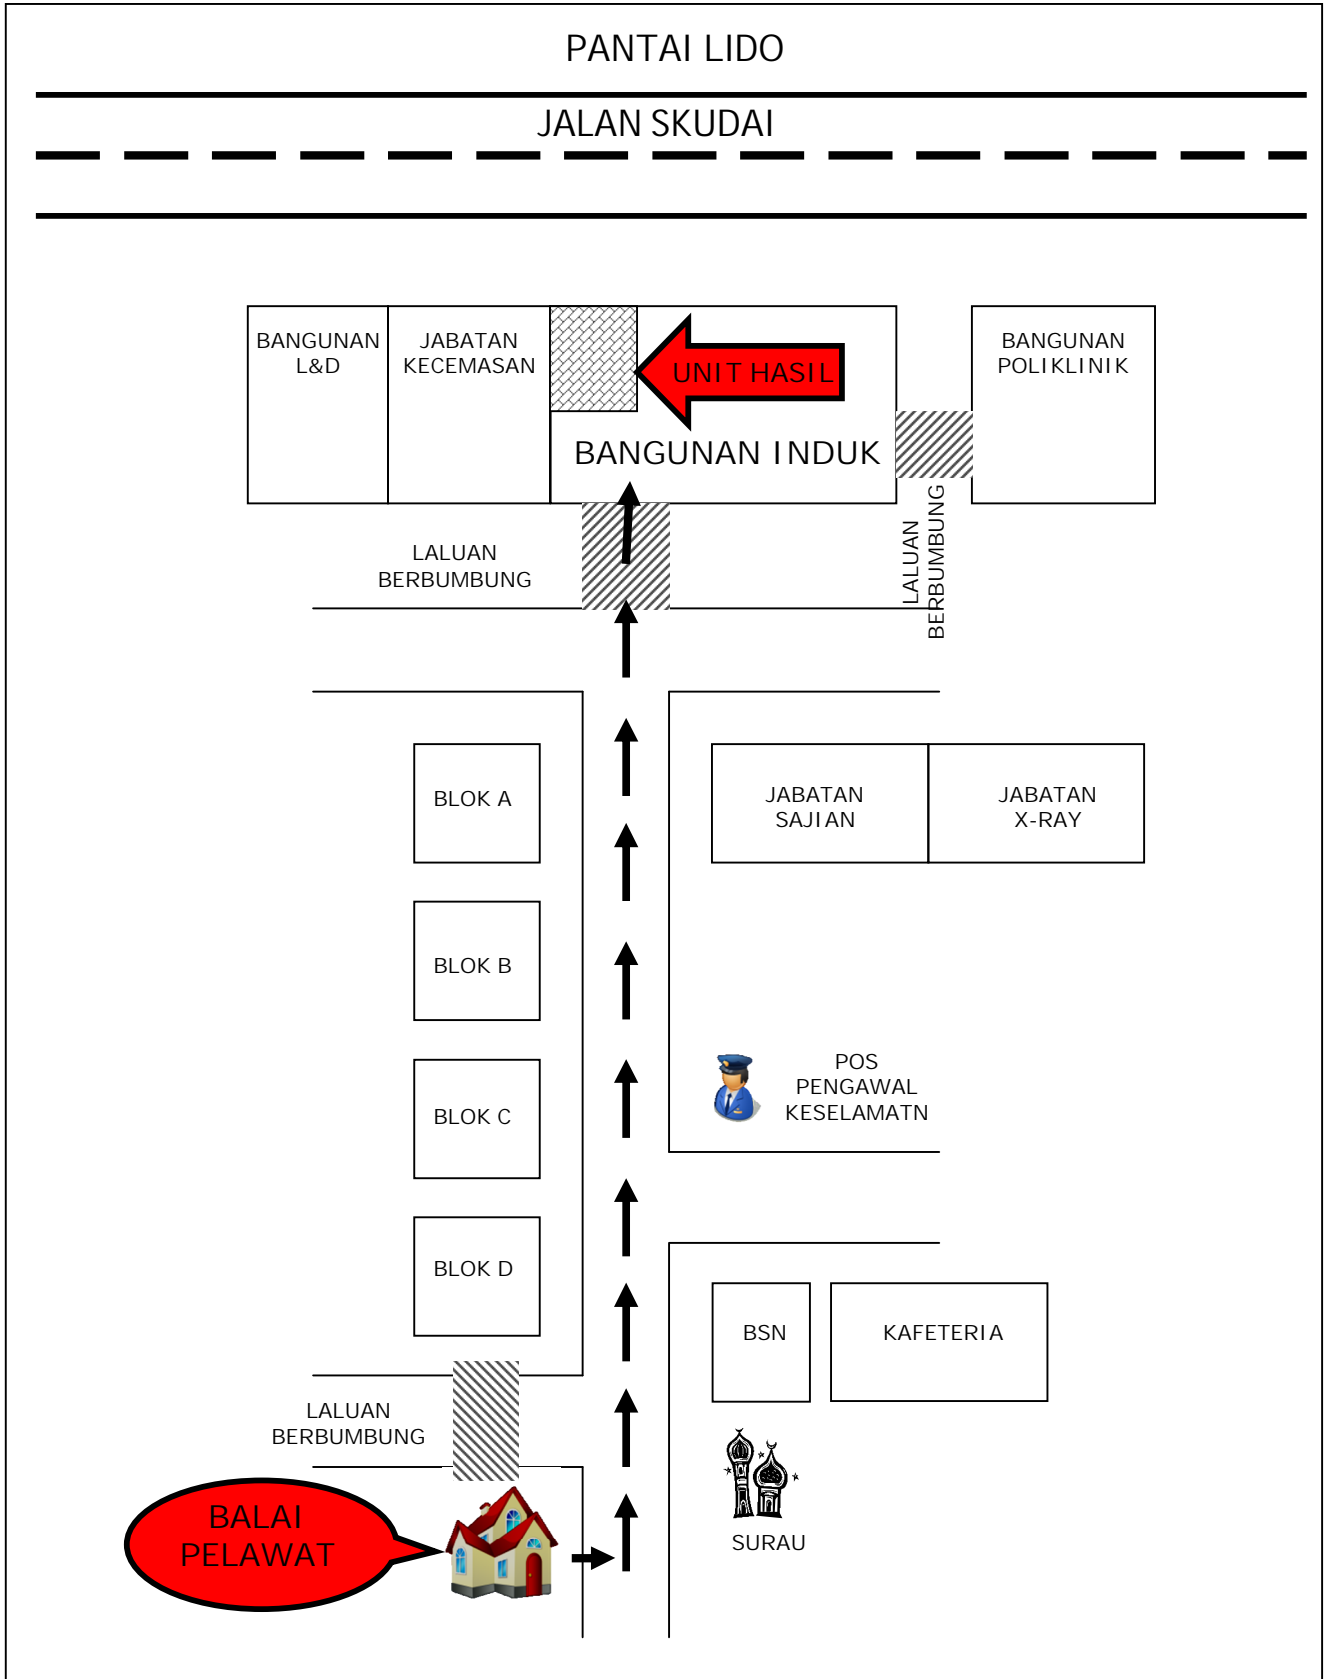 PANTAI LIDO
JALAN SKUDAI
BANGUNAN
L&D
JABATAN
KECEMASAN
UNIT HASIL
BANGUNAN
POLIKLINIK
BANGUNAN INDUK
LALUAN
BERBUMBUNG
LALUAN
BERBUMBUNG
BLOK A
JABATAN
SAJIAN
JABATAN
X-RAY
BLOK B
POS
PENGAWAL
KESELAMATN
BLOK C
BLOK D
BSN
KAFETERIA
LALUAN
BERBUMBUNG
BALAI
PELAWAT
SURAU